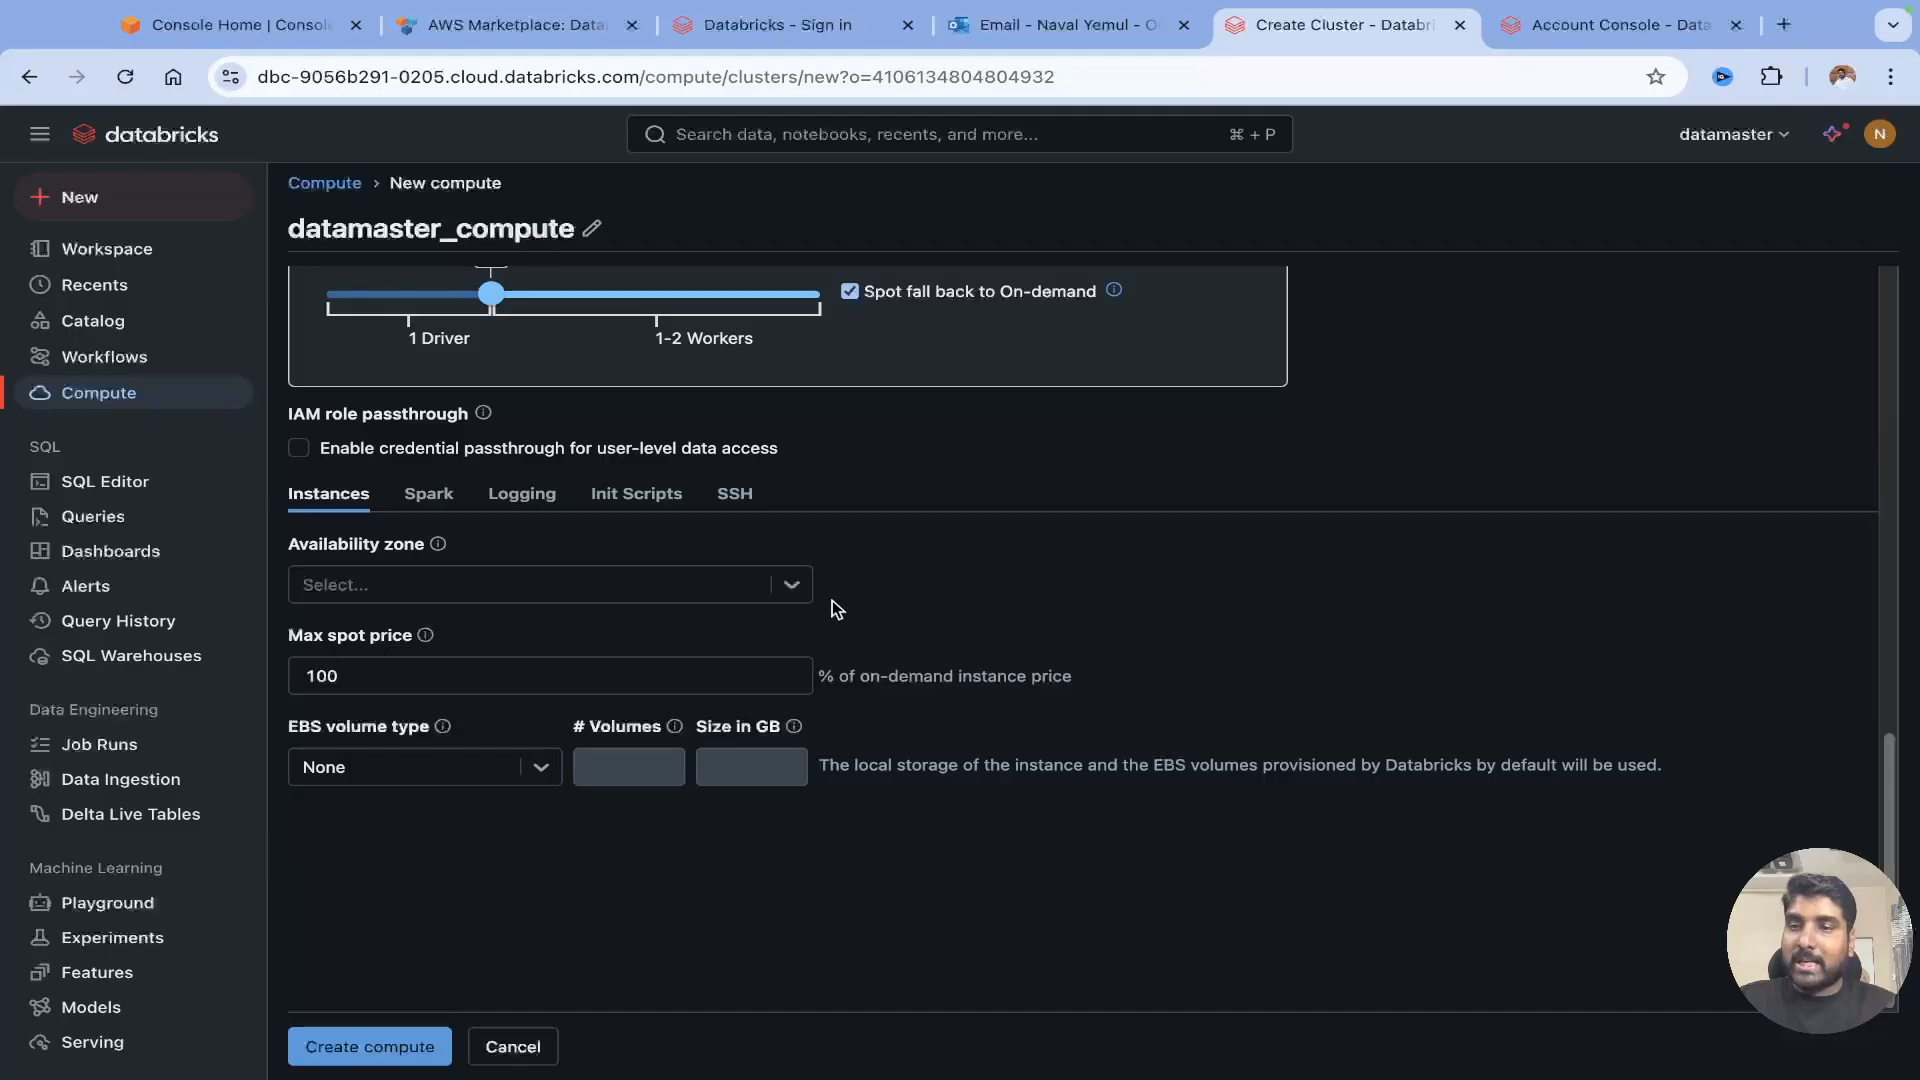 Console Home | Consol
AWS Marketplace: Data
Databricks - Sign in
Email - Naval Yemul - O
Create Cluster - Databri
Account Console - Data
dbc-9056b291-0205.cloud.databricks.com/compute/clusters/new?o=4106134804804932
databricks
Search data, notebooks, recents, and more...
⌘ + P
datamaster
N
New
Workspace
Recents
Catalog
Workflows
Compute
SQL
SQL Editor
Queries
Dashboards
Alerts
Query History
SQL Warehouses
Data Engineering
Job Runs
Data Ingestion
Delta Live Tables
Machine Learning
Playground
Experiments
Features
Models
Serving
Compute › New compute
datamaster_compute
Spot fall back to On-demand
1 Driver
1-2 Workers
IAM role passthrough
Enable credential passthrough for user-level data access
Instances Spark Logging Init Scripts SSH
Availability zone
Select...
Max spot price
100 % of on-demand instance price
EBS volume type # Volumes Size in GB
None The local storage of the instance and the EBS volumes provisioned by Databricks by default will be used.
Create compute Cancel